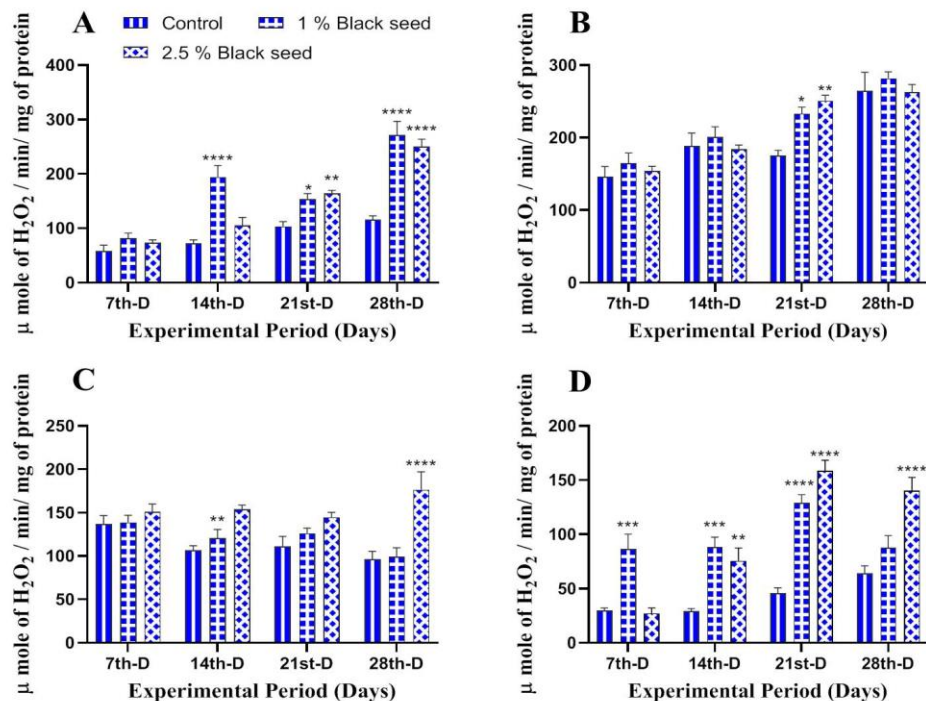 A
Control
1 % Black seed
2.5 % Black seed
μ mole of H2O2 / min/ mg of protein
400
300
200
100
0
****
*
**
****
****
7th-D 14th-D 21st-D 28th-D
Experimental Period (Days)
B
μ mole of H2O2 / min/ mg of protein
300
200
100
0
*
**
7th-D 14th-D 21st-D 28th-D
Experimental Period (Days)
C
μ mole of H2O2 / min/ mg of protein
250
200
150
100
50
0
**
****
7th-D 14th-D 21st-D 28th-D
Experimental Period (Days)
D
μ mole of H2O2 / min/ mg of protein
200
150
100
50
0
***
***
**
****
****
****
7th-D 14th-D 21st-D 28th-D
Experimental Period (Days)